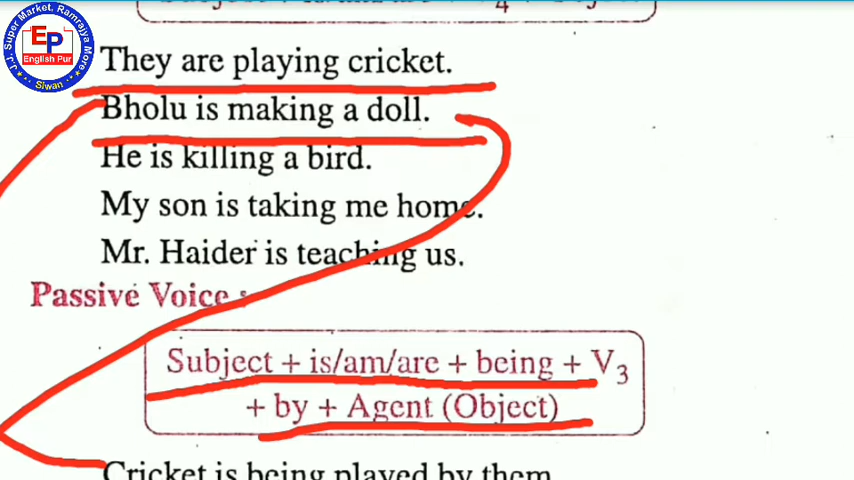 J.J. Super Market, Ramrajya More
EP
English Pur
Siwan
They are playing cricket.
Bholu is making a doll.
He is killing a bird.
My son is taking me home.
Mr. Haider is teaching us.
Passive Voice :
Subject + is/am/are + being + V3
+ by + Agent (Object)
Cricket is being played by them